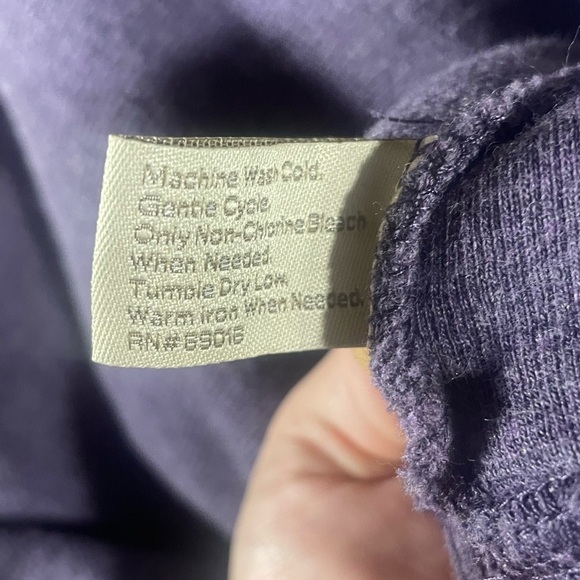 Machine Wash Cold.
Gentle Cycle
Only Non-Chlorine Bleach
When Needed.
Tumble Dry Low.
Warm Iron When Needed.
RN# 69016